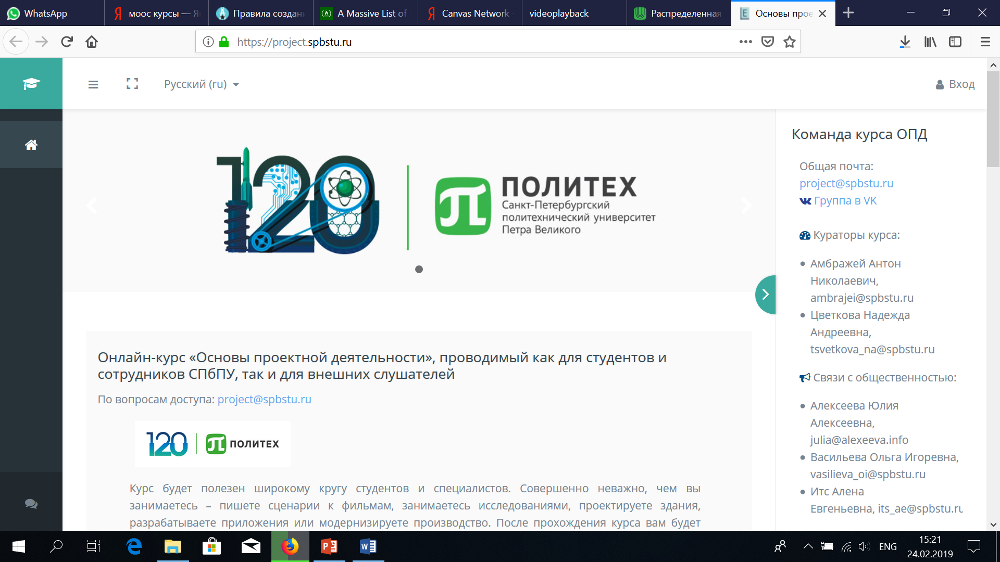 WhatsApp
моос курсы — Я
Правила создан
A Massive List of
Canvas Network -
videoplayback
Распределенная
Основы прое
https://project.spbstu.ru
Русский (ru)
Вход
120
ПОЛИТЕХ
Санкт-Петербургский
политехнический университет
Петра Великого
Онлайн-курс «Основы проектной деятельности», проводимый как для студентов и
сотрудников СПбПУ, так и для внешних слушателей
По вопросам доступа: project@spbstu.ru
120 ПОЛИТЕХ
Курс будет полезен широкому кругу студентов и специалистов. Совершенно неважно, чем вы
занимаетесь – пишете сценарии к фильмам, занимаетесь исследованиями, проектируете здания,
разрабатываете приложения или модернизируете производство. После прохождения курса вам будет
Команда курса ОПД
Общая почта:
project@spbstu.ru
Группа в VK
Кураторы курса:
Амбражей Антон
Николаевич,
ambrajei@spbstu.ru
Цветкова Надежда
Андреевна,
tsvetkova_na@spbstu.ru
Связи с общественностью:
Алексеева Юлия
Алексеевна,
julia@alexeeva.info
Васильева Ольга Игоревна,
vasilieva_oi@spbstu.ru
Итс Алена
Евгеньевна, its_ae@spbstu.ru
ENG
15:21
24.02.2019